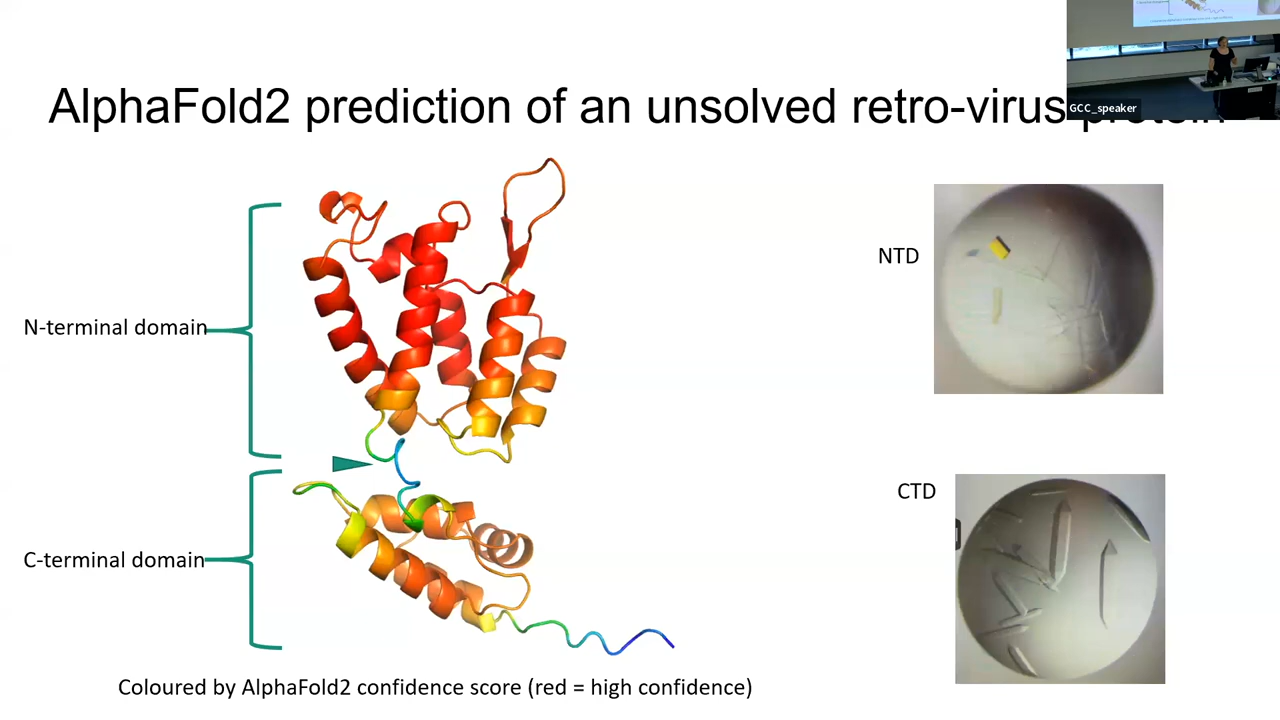 AlphaFold2 prediction of an unsolved retro-virus protein
GCC_speaker
NTD
N-terminal domain
CTD
C-terminal domain
Coloured by AlphaFold2 confidence score (red = high confidence)